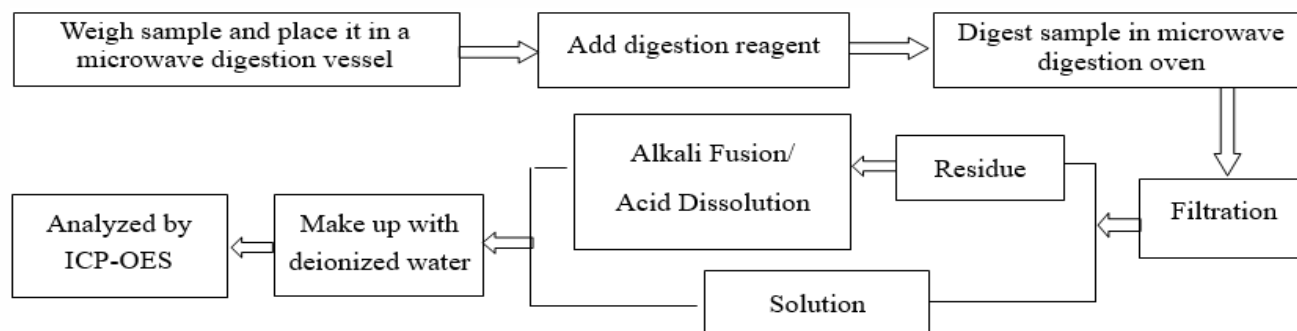 Weigh sample and place it in a
microwave digestion vessel
Add digestion reagent
Digest sample in microwave
digestion oven
Filtration
Residue
Solution
Alkali Fusion/
Acid Dissolution
Make up with
deionized water
Analyzed by
ICP-OES